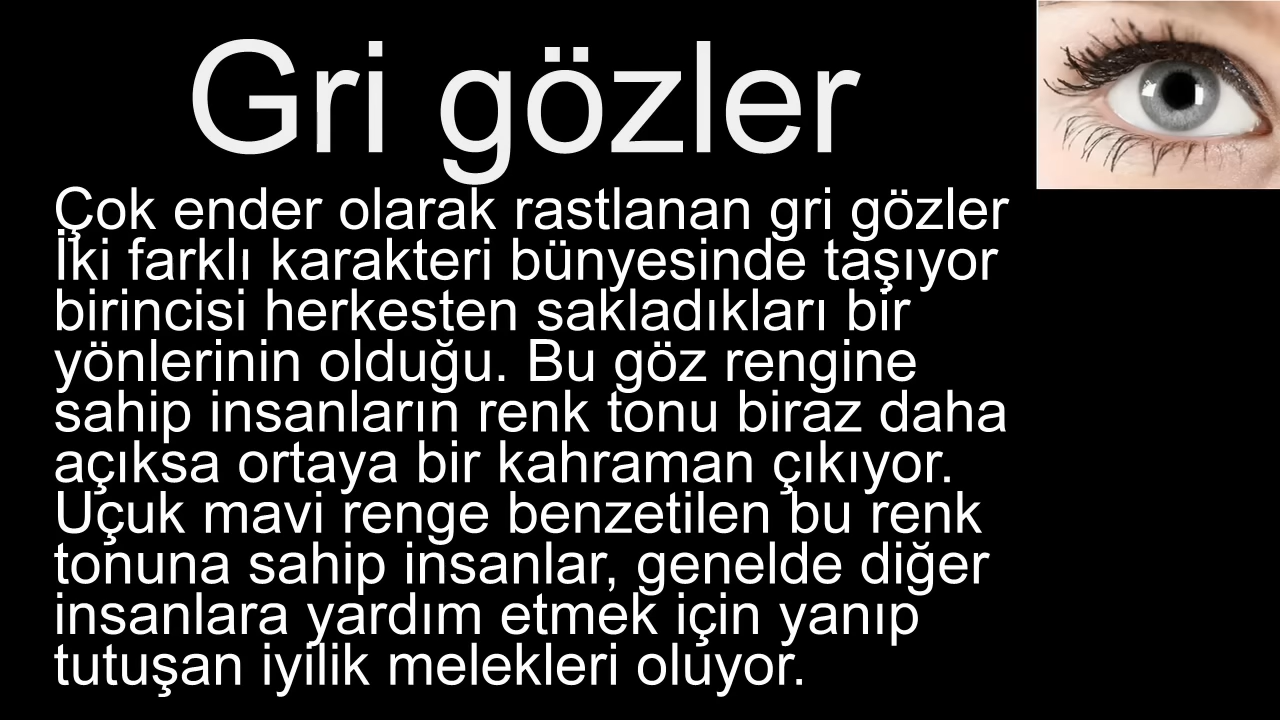 Gri gözler
Çok ender olarak rastlanan gri gözler
İki farklı karakteri bünyesinde taşıyor
birincisi herkesten sakladıkları bir
yönlerinin olduğu. Bu göz rengine
sahip insanların renk tonu biraz daha
açıksa ortaya bir kahraman çıkıyor.
Uçuk mavi renge benzetilen bu renk
tonuna sahip insanlar, genelde diğer
insanlara yardım etmek için yanıp
tutuşan iyilik melekleri oluyor.